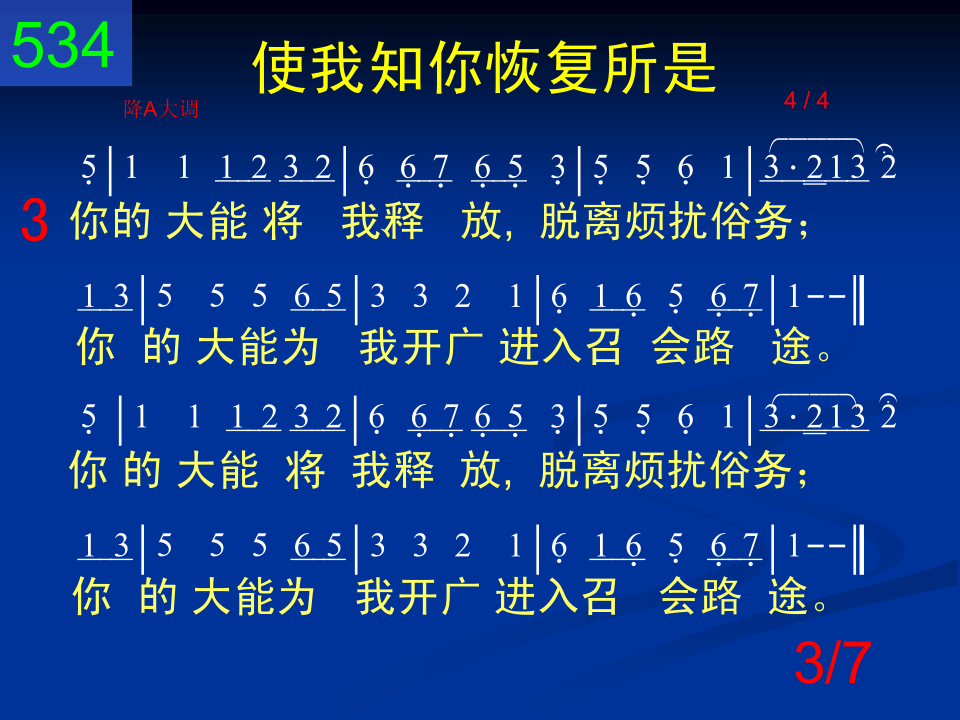 534
使我知你恢复所是
降A大调
4 / 4
5̣ | 1 1 1 2 3 2 | 6̣ 6̣ 7̣ 6̣ 5̣ 3̣ | 5̣ 5̣ 6̣ 1 | 3 · 2 1 3 2
3 你的 大能 将 我释 放, 脱离烦扰俗务;
1 3 | 5 5 5 6 5 | 3 3 2 1 | 6̣ 1 6̣ 5̣ 6̣ 7̣ | 1 – – ‖
你 的 大能为 我开广 进入召 会路 途。
5̣ | 1 1 1 2 3 2 | 6̣ 6̣ 7̣ 6̣ 5̣ 3̣ | 5̣ 5̣ 6̣ 1 | 3 · 2 1 3 2
你 的 大能 将 我释 放, 脱离烦扰俗务;
1 3 | 5 5 5 6 5 | 3 3 2 1 | 6̣ 1 6̣ 5̣ 6̣ 7̣ | 1 – – ‖
你 的 大能为 我开广 进入召 会路 途。
3/7